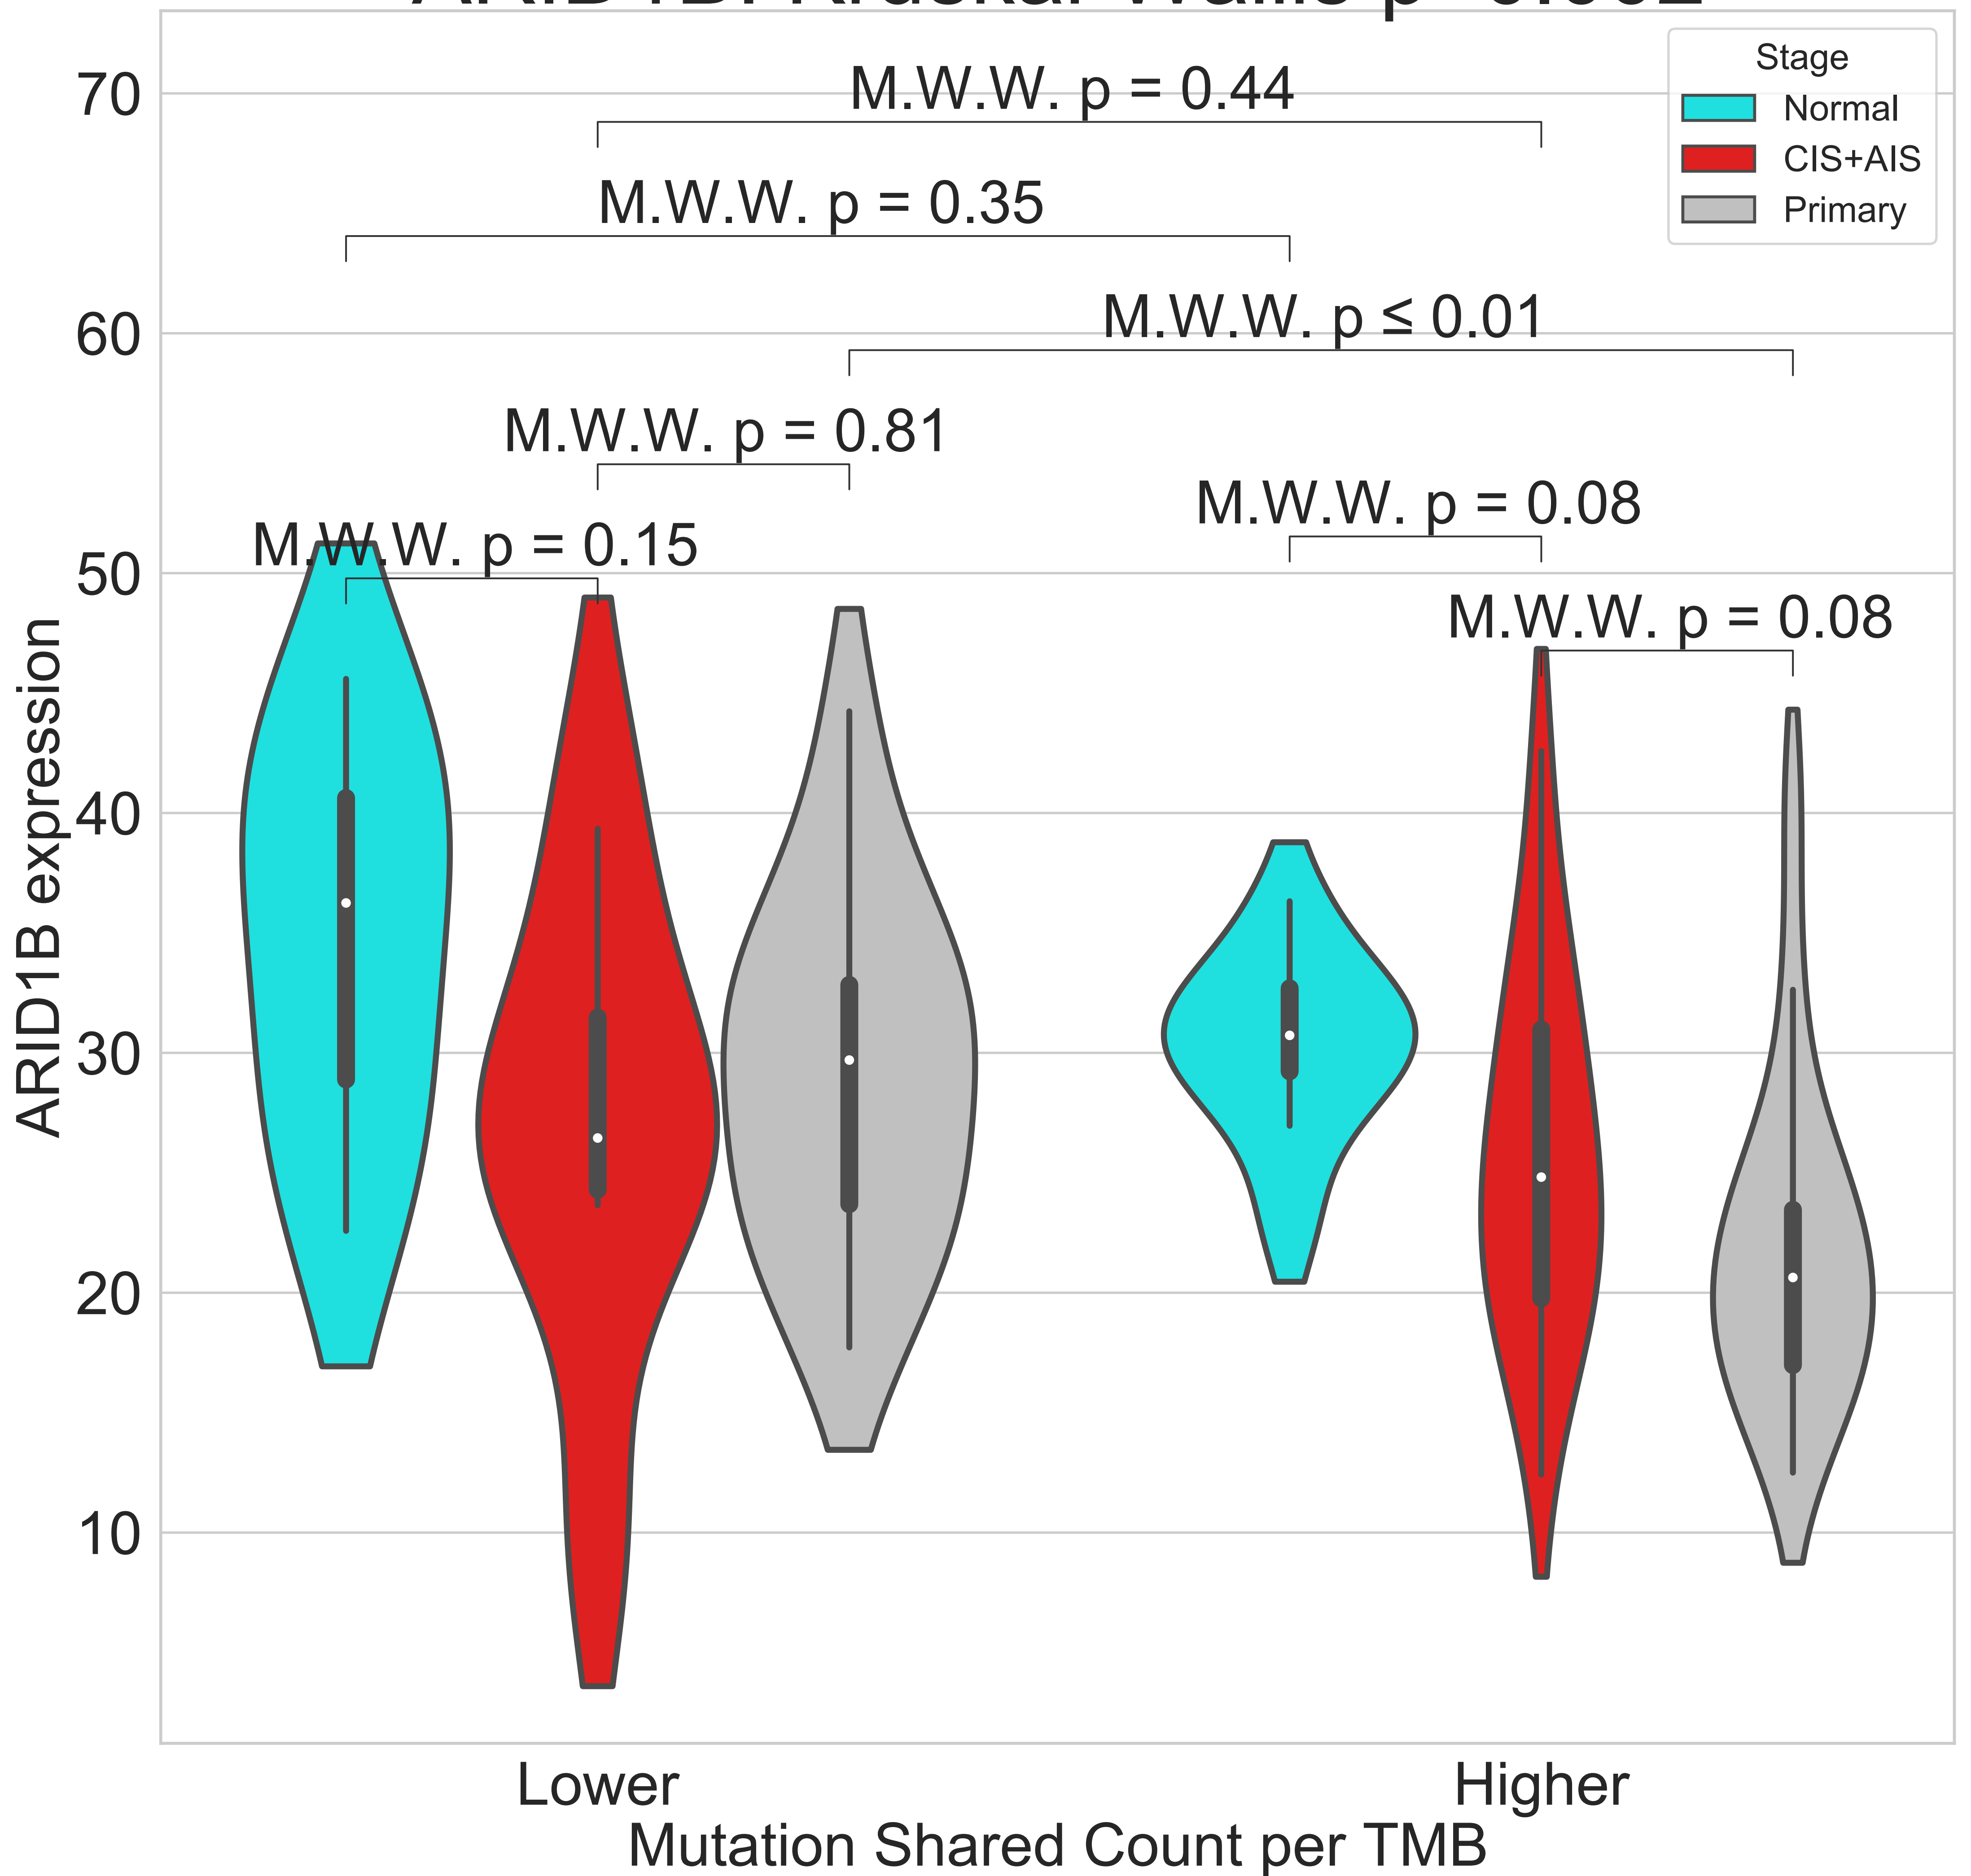 70
60
50
40
30
20
10
ARID1B expression
M.W.W. p = 0.44
M.W.W. p = 0.35
M.W.W. p ≤ 0.01
M.W.W. p = 0.81
M.W.W. p = 0.08
M.W.W. p = 0.15
M.W.W. p = 0.08
Stage
Normal
CIS+AIS
Primary
Lower
Higher
Mutation Shared Count per TMB